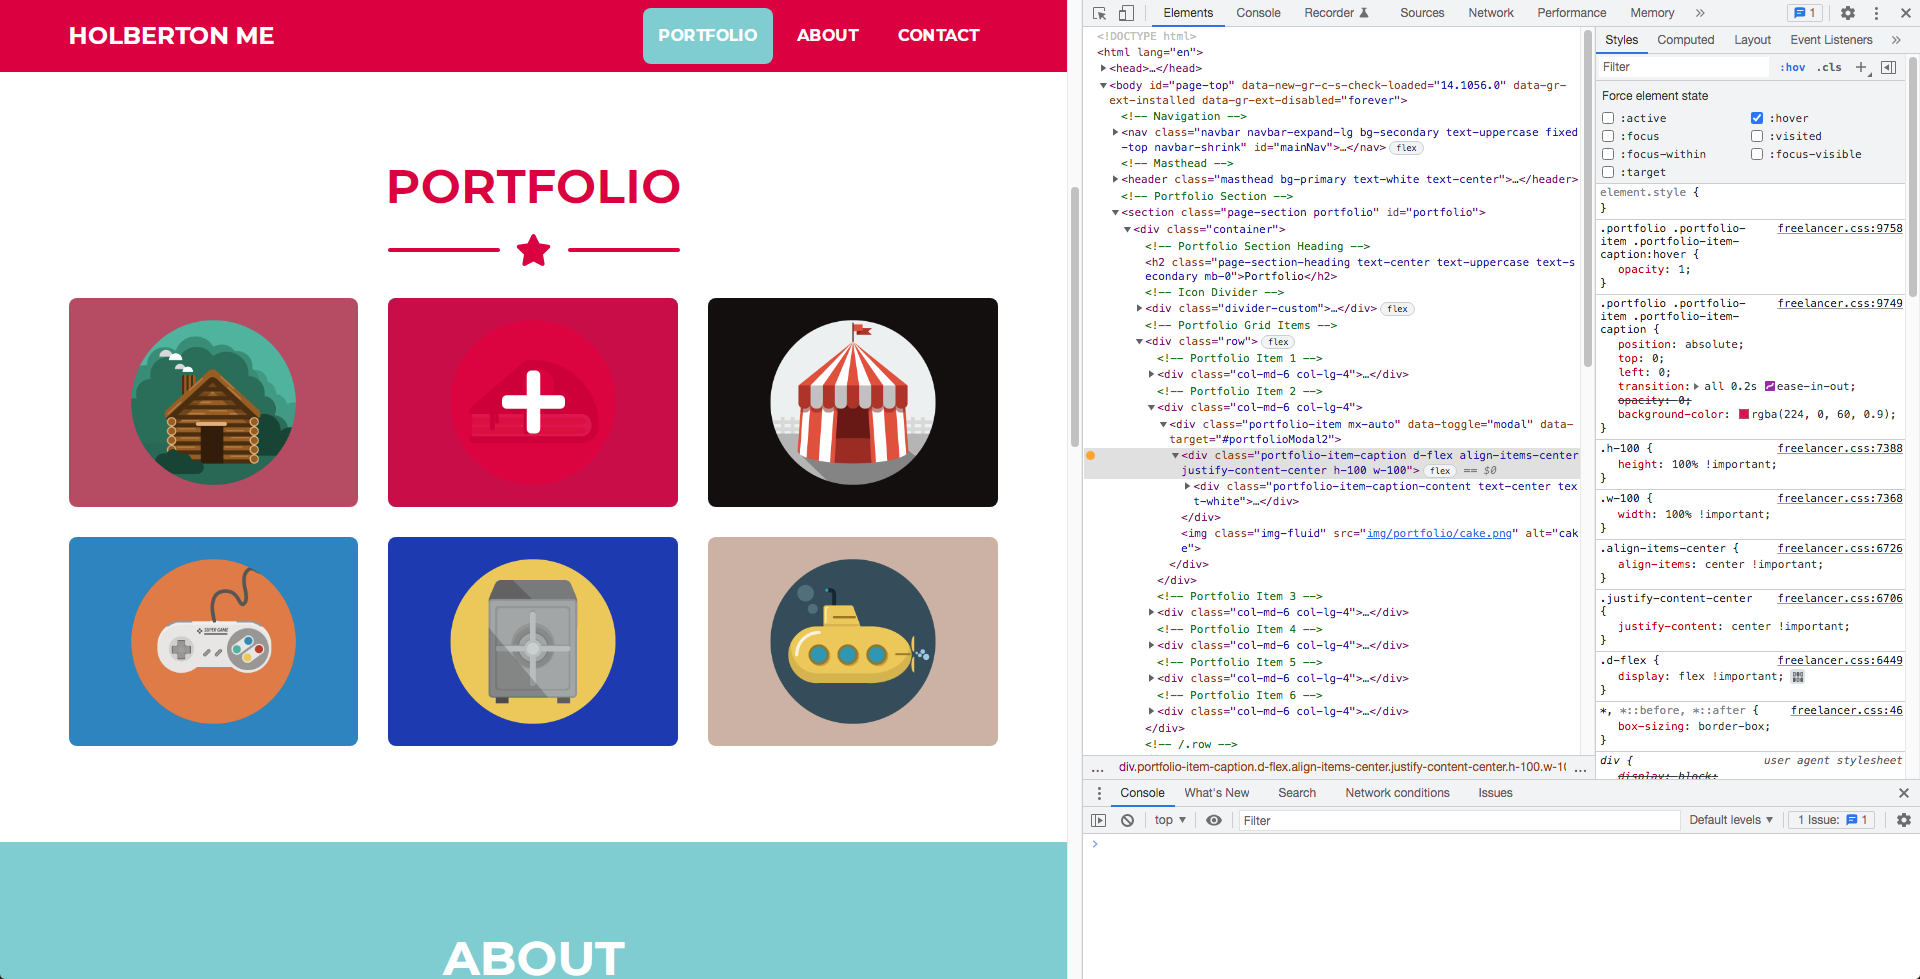 HOLBERTON ME
PORTFOLIO ABOUT CONTACT
PORTFOLIO
SUPER GAME
ABOUT
Elements Console Recorder Sources Network Performance Memory » 1
<!DOCTYPE html>
<html lang="en">
<head>…</head>
<body id="page-top" data-new-gr-c-s-check-loaded="14.1056.0" data-gr-
ext-installed data-gr-ext-disabled="forever">
<!-- Navigation -->
<nav class="navbar navbar-expand-lg bg-secondary text-uppercase fixed
-top navbar-shrink" id="mainNav">…</nav> flex
<!-- Masthead -->
<header class="masthead bg-primary text-white text-center">…</header>
<!-- Portfolio Section -->
<section class="page-section portfolio" id="portfolio">
<div class="container">
<!-- Portfolio Section Heading -->
<h2 class="page-section-heading text-center text-uppercase text-s
econdary mb-0">Portfolio</h2>
<!-- Icon Divider -->
<div class="divider-custom">…</div> flex
<!-- Portfolio Grid Items -->
<div class="row"> flex
<!-- Portfolio Item 1 -->
<div class="col-md-6 col-lg-4">…</div>
<!-- Portfolio Item 2 -->
<div class="col-md-6 col-lg-4">
<div class="portfolio-item mx-auto" data-toggle="modal" data-
target="#portfolioModal2">
<div class="portfolio-item-caption d-flex align-items-center
justify-content-center h-100 w-100"> flex == $0
<div class="portfolio-item-caption-content text-center tex
t-white">…</div>
</div>
<img class="img-fluid" src="img/portfolio/cake.png" alt="cak
e">
</div>
</div>
<!-- Portfolio Item 3 -->
<div class="col-md-6 col-lg-4">…</div>
<!-- Portfolio Item 4 -->
<div class="col-md-6 col-lg-4">…</div>
<!-- Portfolio Item 5 -->
<div class="col-md-6 col-lg-4">…</div>
<!-- Portfolio Item 6 -->
<div class="col-md-6 col-lg-4">…</div>
</div>
<!-- /.row -->
... div.portfolio-item-caption.d-flex.align-items-center.justify-content-center.h-100.w-10 ...
Styles Computed Layout Event Listeners »
Filter :hov .cls +
Force element state
:active :hover
:focus :visited
:focus-within :focus-visible
:target
element.style {
}
.portfolio .portfolio- freelancer.css:9758
item .portfolio-item-
caption:hover {
opacity: 1;
}
.portfolio .portfolio- freelancer.css:9749
item .portfolio-item-
caption {
position: absolute;
top: 0;
left: 0;
transition: all 0.2s ease-in-out;
opacity: 0;
background-color: rgba(224, 0, 60, 0.9);
}
.h-100 { freelancer.css:7388
height: 100% !important;
}
.w-100 { freelancer.css:7368
width: 100% !important;
}
.align-items-center { freelancer.css:6726
align-items: center !important;
}
.justify-content-center freelancer.css:6706
{
justify-content: center !important;
}
.d-flex { freelancer.css:6449
display: flex !important;
}
*, *::before, *::after { freelancer.css:46
box-sizing: border-box;
}
div { user agent stylesheet
display: block;
Console What's New Search Network conditions Issues
top Filter Default levels 1 Issue: 1